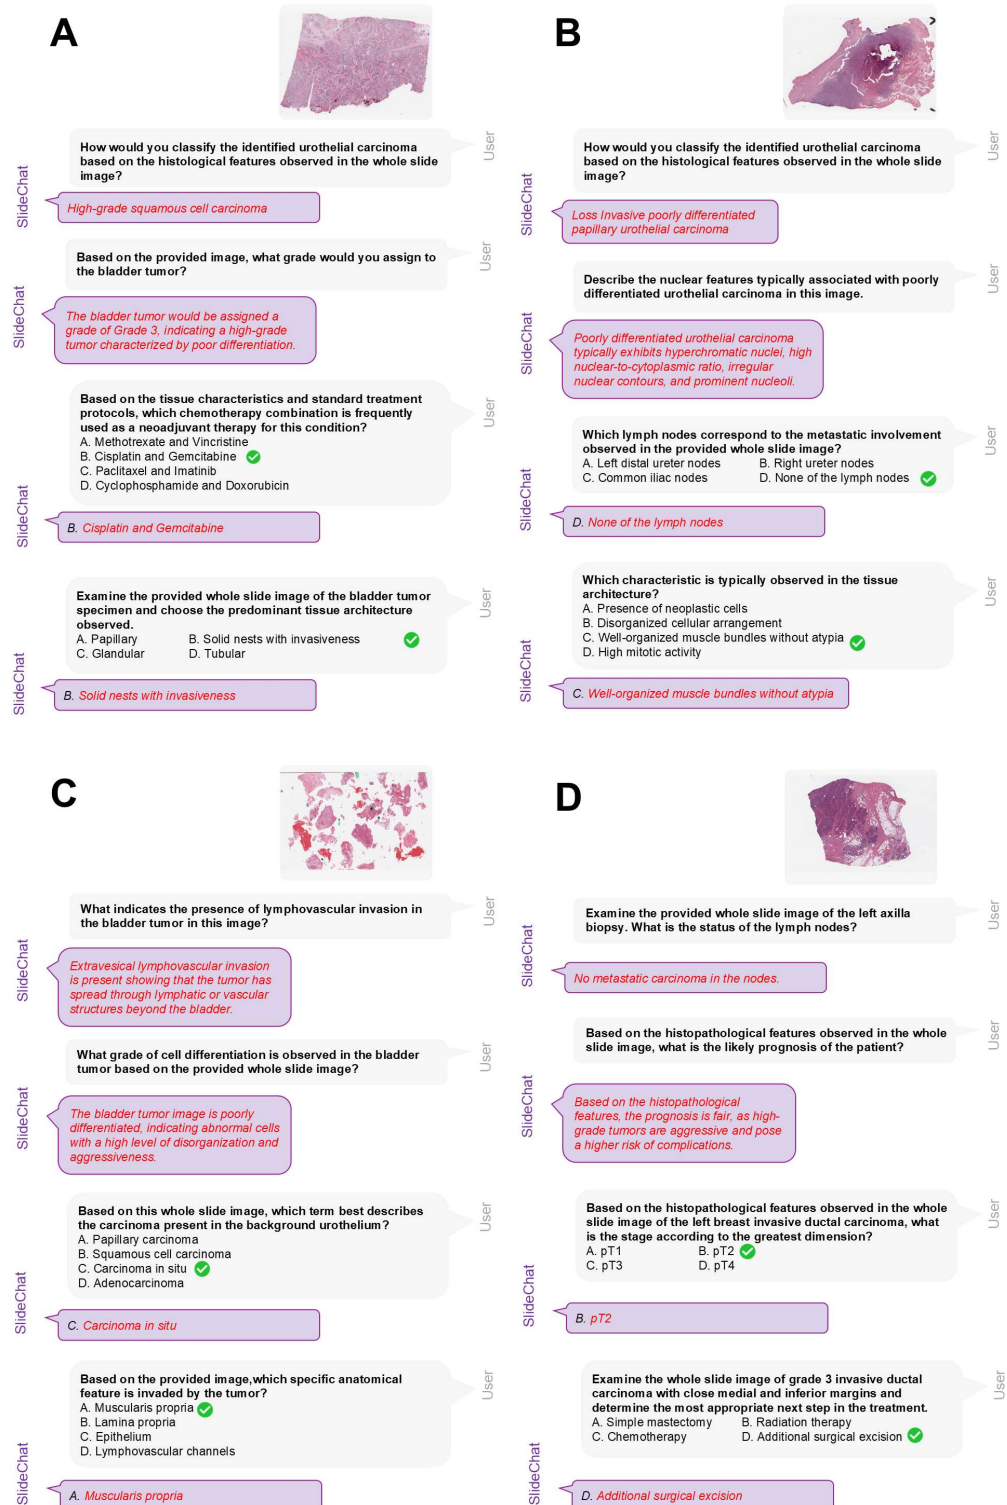 A
User
How would you classify the identified urothelial carcinoma
based on the histological features observed in the whole slide
image?
SlideChat
High-grade squamous cell carcinoma
User
Based on the provided image, what grade would you assign to
the bladder tumor?
SlideChat
The bladder tumor would be assigned a
grade of Grade 3, indicating a high-grade
tumor characterized by poor differentiation.
User
Based on the tissue characteristics and standard treatment
protocols, which chemotherapy combination is frequently
used as a neoadjuvant therapy for this condition?
A. Methotrexate and Vincristine
B. Cisplatin and Gemcitabine
C. Paclitaxel and Imatinib
D. Cyclophosphamide and Doxorubicin
SlideChat
B. Cisplatin and Gemcitabine
User
Examine the provided whole slide image of the bladder tumor
specimen and choose the predominant tissue architecture
observed.
A. Papillary B. Solid nests with invasiveness
C. Glandular D. Tubular
SlideChat
B. Solid nests with invasiveness
B
User
How would you classify the identified urothelial carcinoma
based on the histological features observed in the whole slide
image?
SlideChat
Loss Invasive poorly differentiated
papillary urothelial carcinoma
User
Describe the nuclear features typically associated with poorly
differentiated urothelial carcinoma in this image.
SlideChat
Poorly differentiated urothelial carcinoma
typically exhibits hyperchromatic nuclei, high
nuclear-to-cytoplasmic ratio, irregular
nuclear contours, and prominent nucleoli.
User
Which lymph nodes correspond to the metastatic involvement
observed in the provided whole slide image?
A. Left distal ureter nodes B. Right ureter nodes
C. Common iliac nodes D. None of the lymph nodes
SlideChat
D. None of the lymph nodes
User
Which characteristic is typically observed in the tissue
architecture?
A. Presence of neoplastic cells
B. Disorganized cellular arrangement
C. Well-organized muscle bundles without atypia
D. High mitotic activity
SlideChat
C. Well-organized muscle bundles without atypia
C
User
What indicates the presence of lymphovascular invasion in
the bladder tumor in this image?
SlideChat
Extravesical lymphovascular invasion
is present showing that the tumor has
spread through lymphatic or vascular
structures beyond the bladder.
User
What grade of cell differentiation is observed in the bladder
tumor based on the provided whole slide image?
SlideChat
The bladder tumor image is poorly
differentiated, indicating abnormal cells
with a high level of disorganization and
aggressiveness.
User
Based on this whole slide image, which term best describes
the carcinoma present in the background urothelium?
A. Papillary carcinoma
B. Squamous cell carcinoma
C. Carcinoma in situ
D. Adenocarcinoma
SlideChat
C. Carcinoma in situ
User
Based on the provided image,which specific anatomical
feature is invaded by the tumor?
A. Muscularis propria
B. Lamina propria
C. Epithelium
D. Lymphovascular channels
SlideChat
A. Muscularis propria
D
User
Examine the provided whole slide image of the left axilla
biopsy. What is the status of the lymph nodes?
SlideChat
No metastatic carcinoma in the nodes.
User
Based on the histopathological features observed in the whole
slide image, what is the likely prognosis of the patient?
SlideChat
Based on the histopathological
features, the prognosis is fair, as high-
grade tumors are aggressive and pose
a higher risk of complications.
User
Based on the histopathological features observed in the whole
slide image of the left breast invasive ductal carcinoma, what
is the stage according to the greatest dimension?
A. pT1 B. pT2
C. pT3 D. pT4
SlideChat
B. pT2
User
Examine the whole slide image of grade 3 invasive ductal
carcinoma with close medial and inferior margins and
determine the most appropriate next step in the treatment.
A. Simple mastectomy B. Radiation therapy
C. Chemotherapy D. Additional surgical excision
SlideChat
D. Additional surgical excision